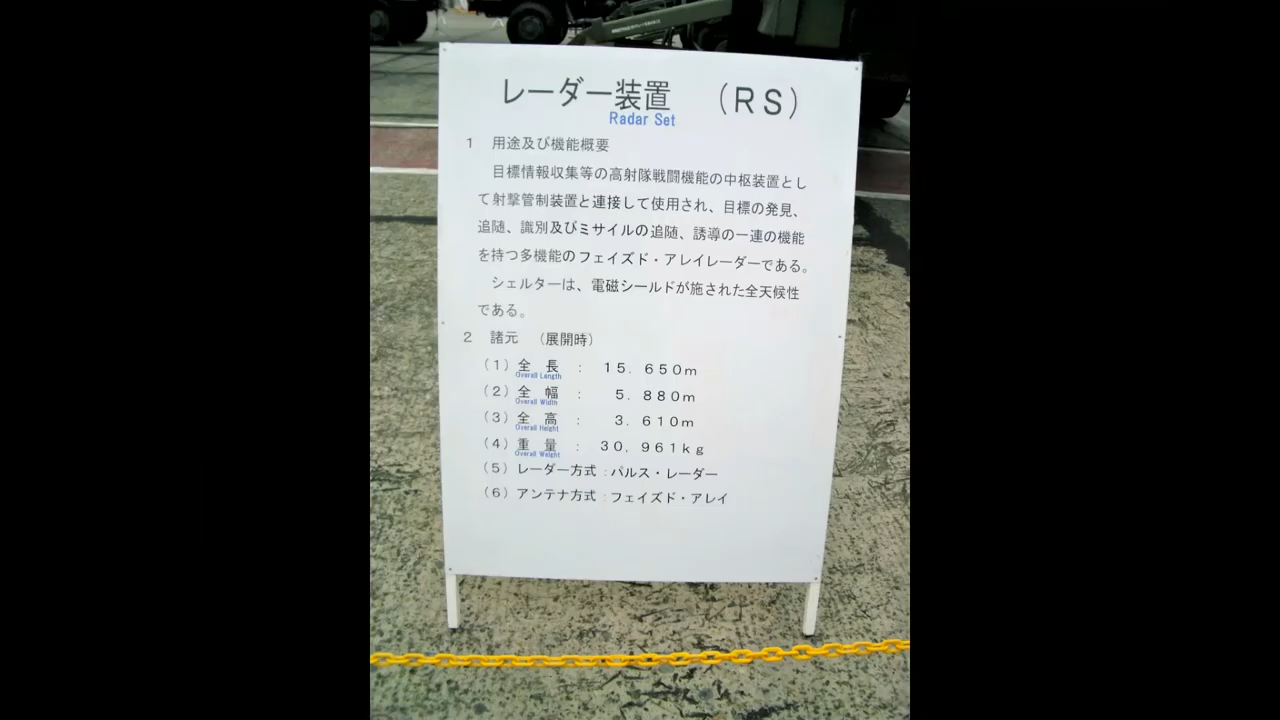 レーダー装置　（ＲＳ）
Radar Set
１　用途及び機能概要
目標情報収集等の高射隊戦闘機能の中枢装置とし
て射撃管制装置と連接して使用され、目標の発見、
追随、識別及びミサイルの追随、誘導の一連の機能
を持つ多機能のフェイズド・アレイレーダーである。
シェルターは、電磁シールドが施された全天候性
である。
２　諸元　（展開時）
（１）全　長　：　１５．６５０ｍ
Overall Length
（２）全　幅　：　５．８８０ｍ
Overall Width
（３）全　高　：　３．６１０ｍ
Overall Height
（４）重　量　：　３０，９６１ｋｇ
Overall Weight
（５）レーダー方式：パルス・レーダー
（６）アンテナ方式：フェイズド・アレイ